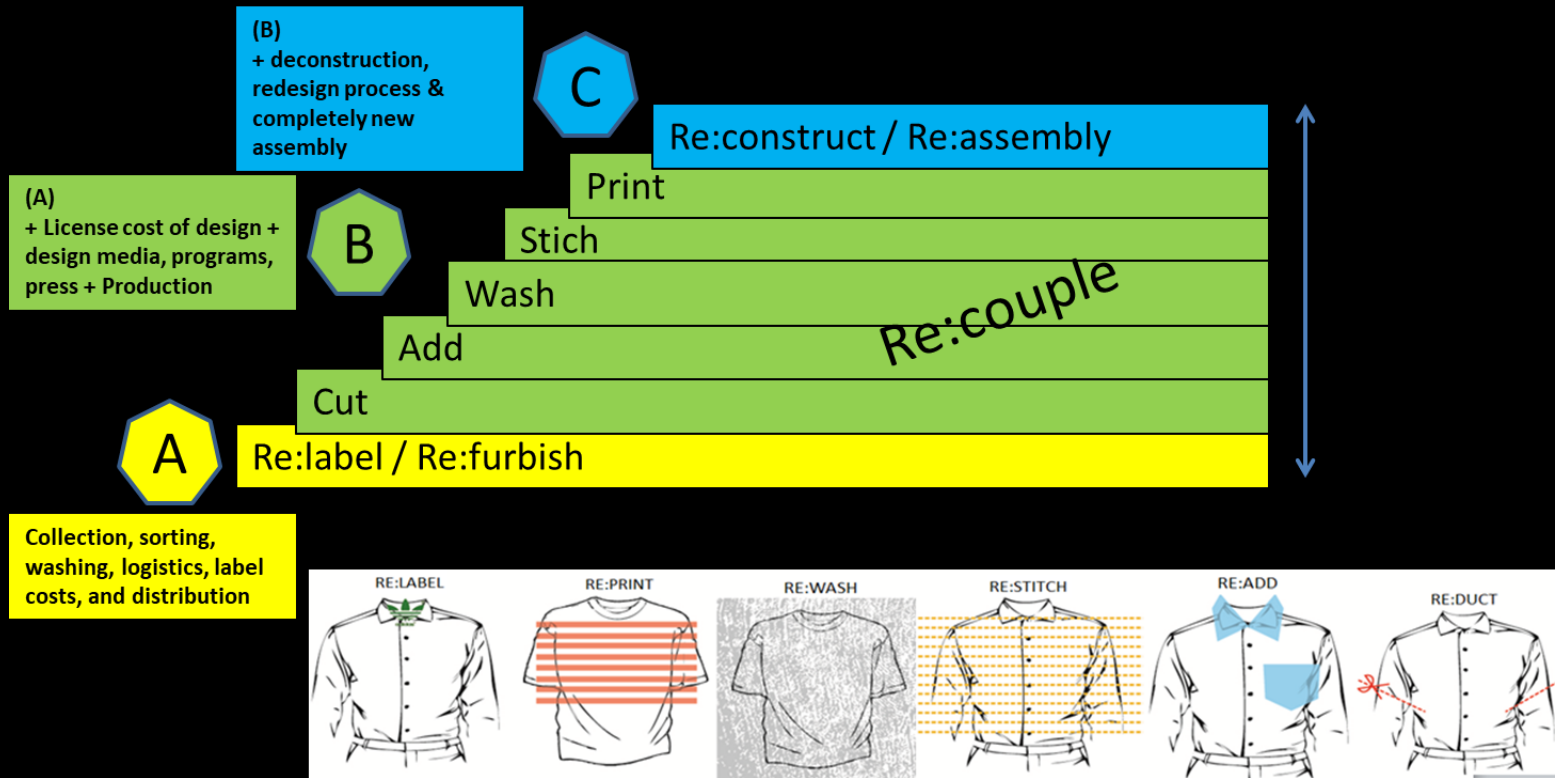 (B)
+ deconstruction,
redesign process &
completely new
assembly
C
Re:construct / Re:assembly
Print
(A)
+ License cost of design +
design media, programs,
press + Production
B
Stich
Wash
Re:couple
Add
Cut
A
Re:label / Re:furbish
Collection, sorting,
washing, logistics, label
costs, and distribution
RE:LABEL
RE:PRINT
RE:WASH
RE:STITCH
RE:ADD
RE:DUCT